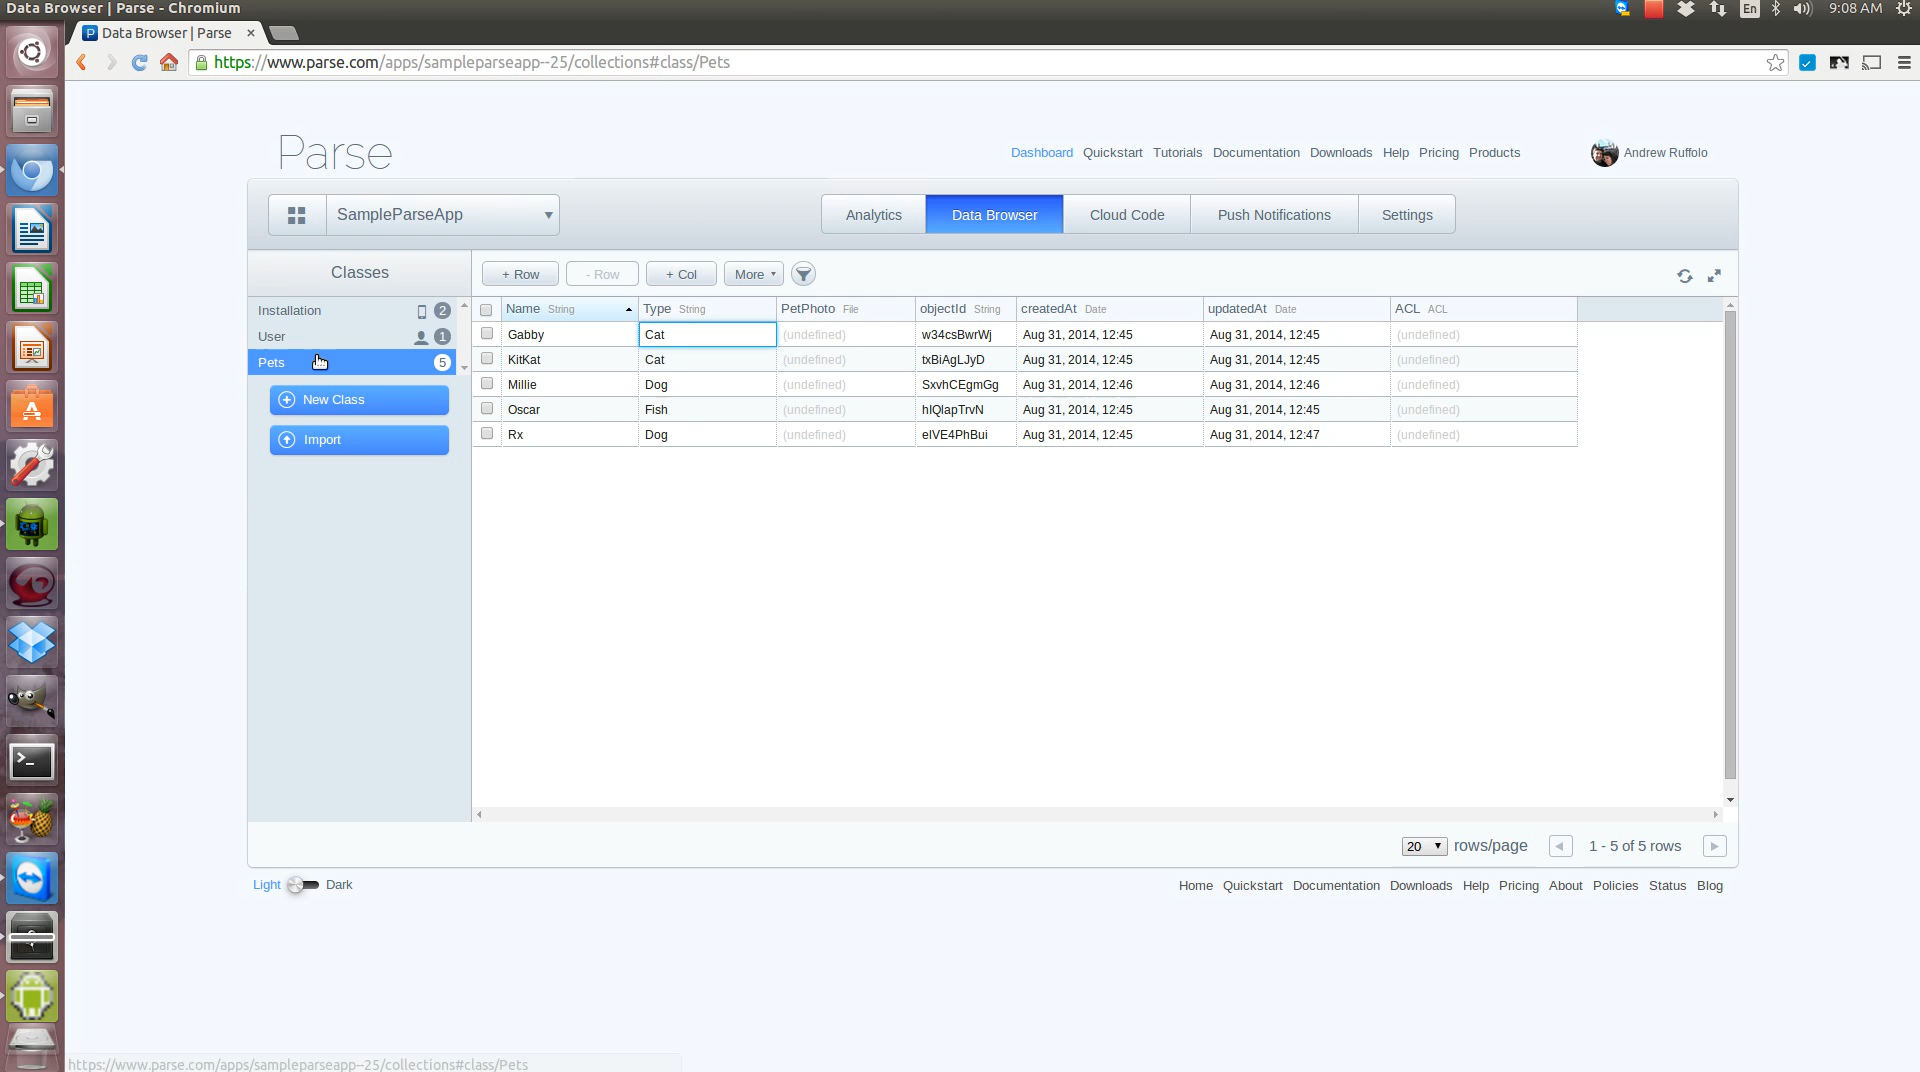 Data Browser | Parse - Chromium
En
9:08 AM
Data Browser | Parse
https://www.parse.com/apps/sampleparseapp--25/collections#class/Pets
Parse
Dashboard Quickstart Tutorials Documentation Downloads Help Pricing Products
Andrew Ruffolo
SampleParseApp
Analytics Data Browser Cloud Code Push Notifications Settings
Classes
+ Row - Row + Col More
Installation 2
User 1
Pets 5
New Class
Import
Name String Type String PetPhoto File objectId String createdAt Date updatedAt Date ACL ACL
Gabby Cat (undefined) w34csBwrWj Aug 31, 2014, 12:45 Aug 31, 2014, 12:45 (undefined)
KitKat Cat (undefined) txBiAgLJyD Aug 31, 2014, 12:45 Aug 31, 2014, 12:45 (undefined)
Millie Dog (undefined) SxvhCEgmGg Aug 31, 2014, 12:46 Aug 31, 2014, 12:46 (undefined)
Oscar Fish (undefined) hIQlapTrvN Aug 31, 2014, 12:45 Aug 31, 2014, 12:45 (undefined)
Rx Dog (undefined) elVE4PhBui Aug 31, 2014, 12:45 Aug 31, 2014, 12:47 (undefined)
20 rows/page 1 - 5 of 5 rows
Light Dark
Home Quickstart Documentation Downloads Help Pricing About Policies Status Blog
https://www.parse.com/apps/sampleparseapp--25/collections#class/Pets